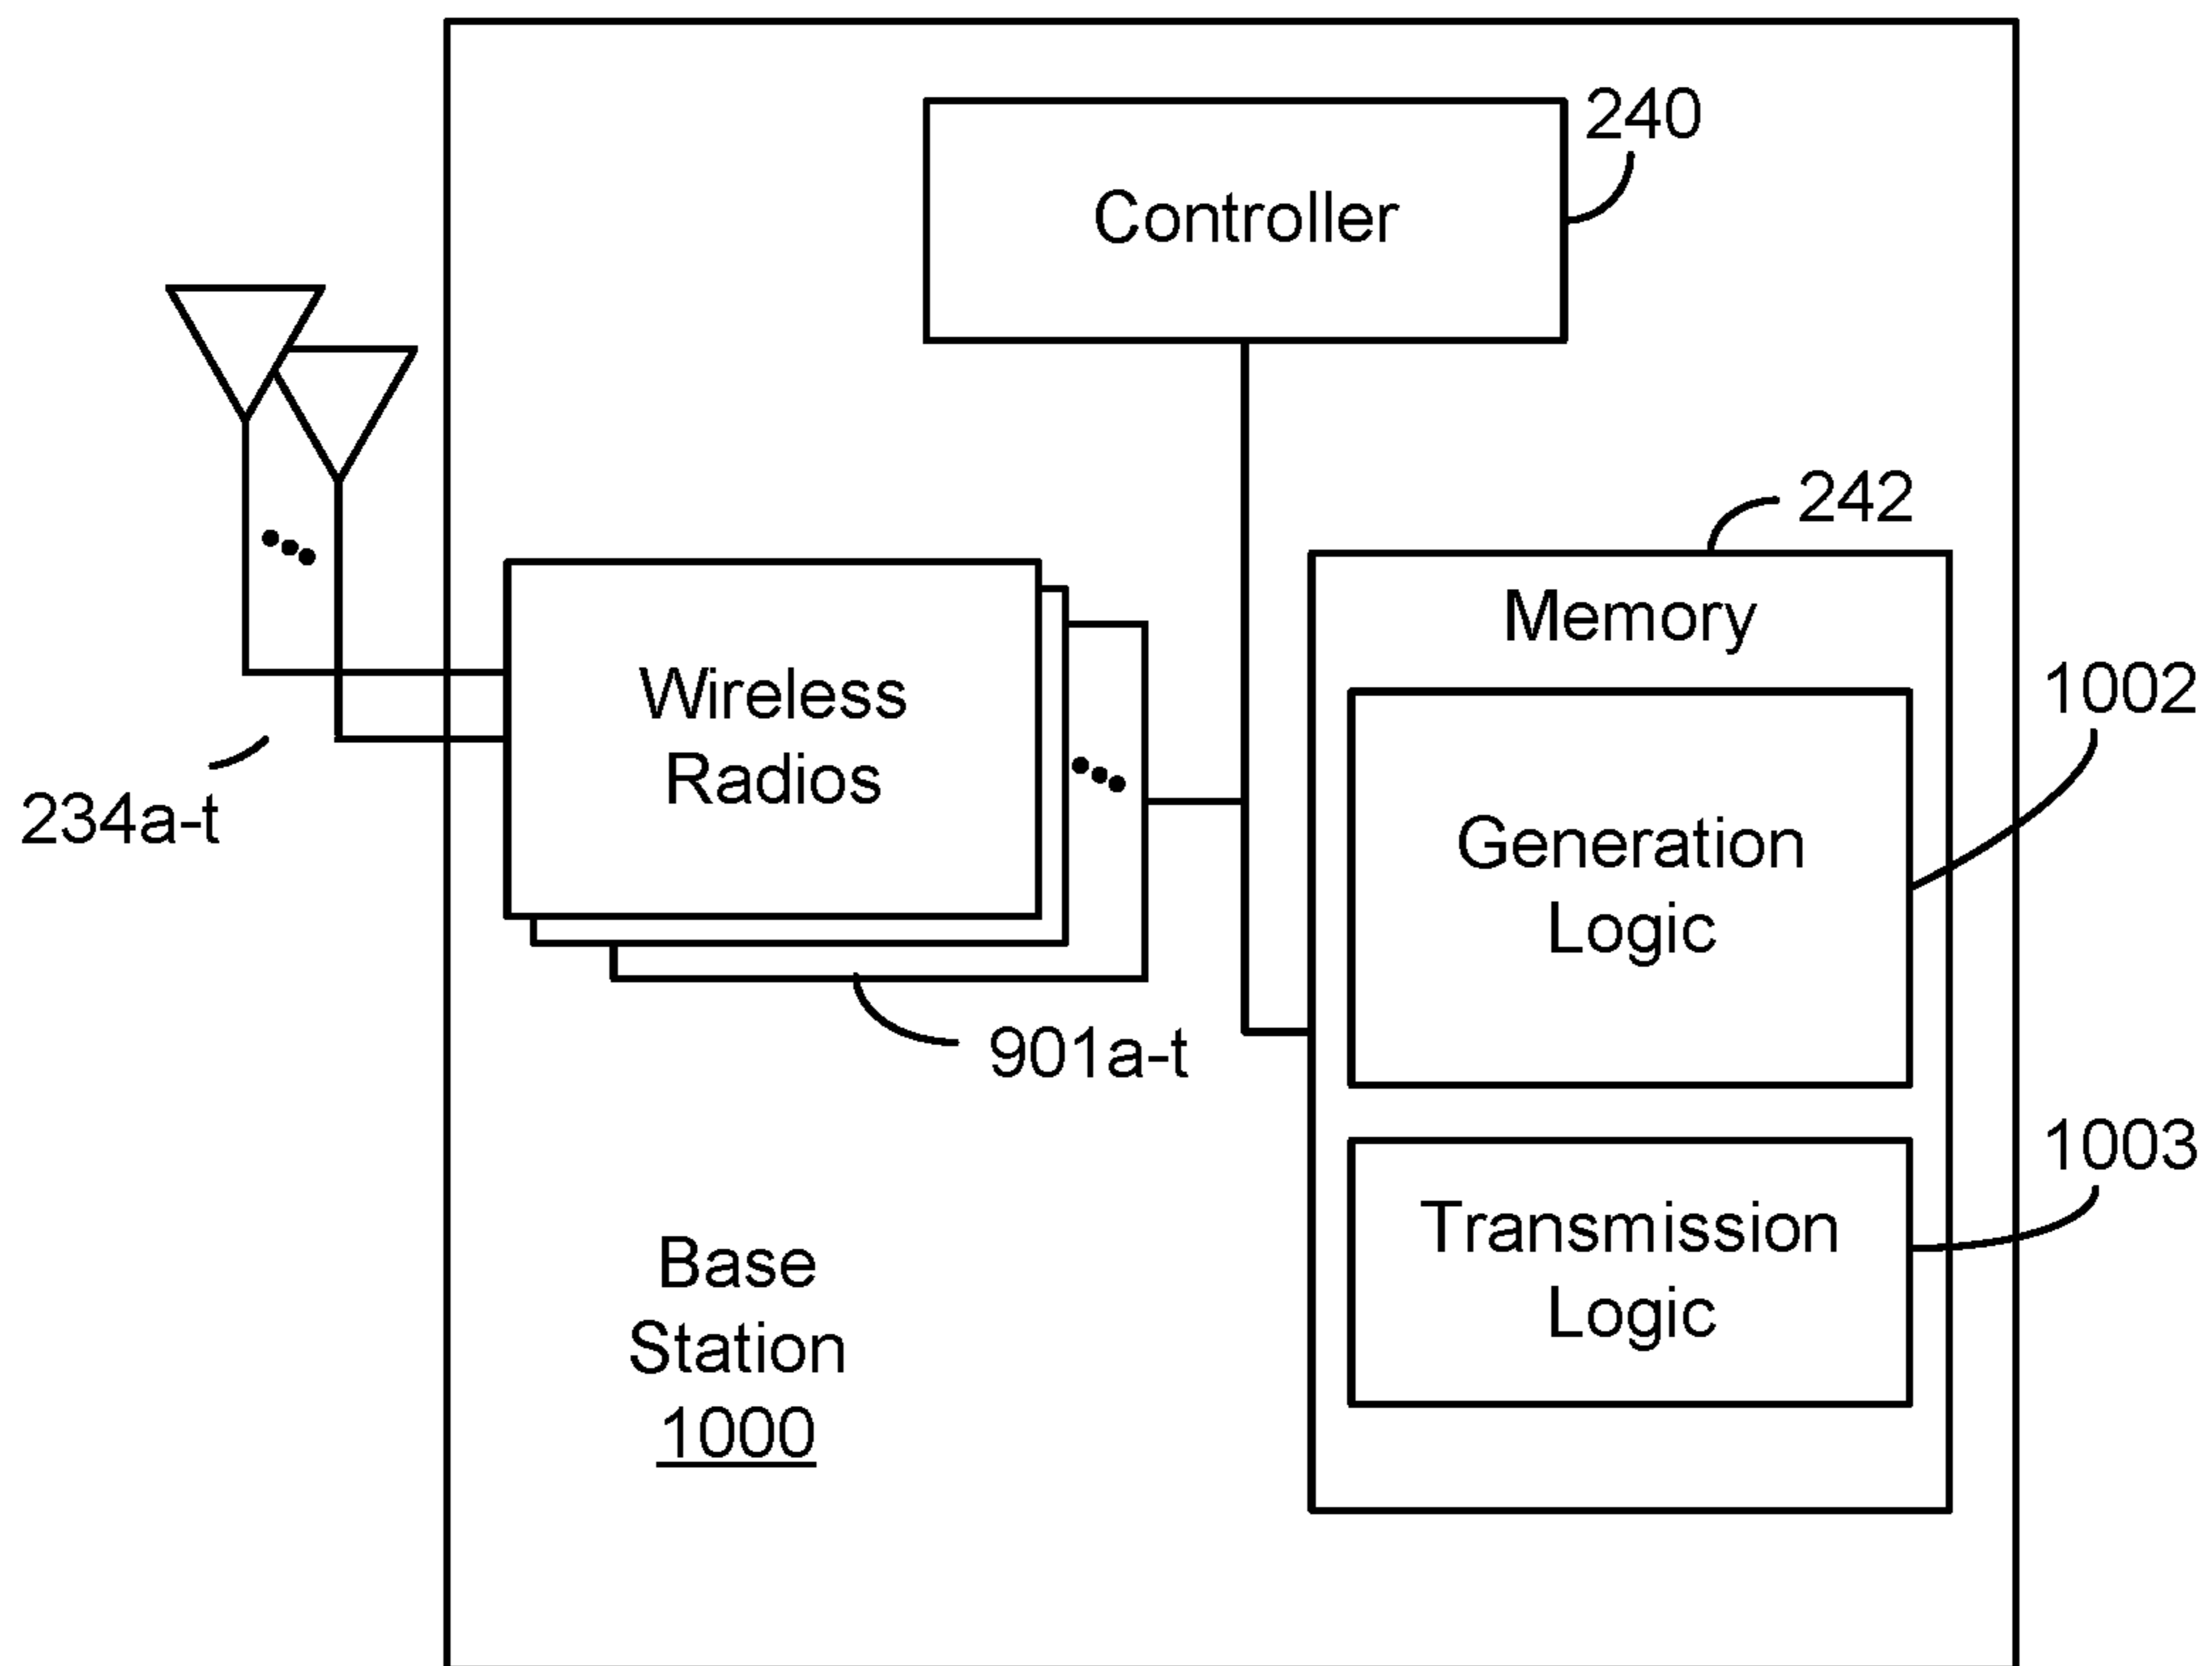 240
Controller
242
Memory
1002
Wireless
Radios
234a-t
Generation
Logic
901a-t
1003
Transmission
Logic
Base
Station
1000